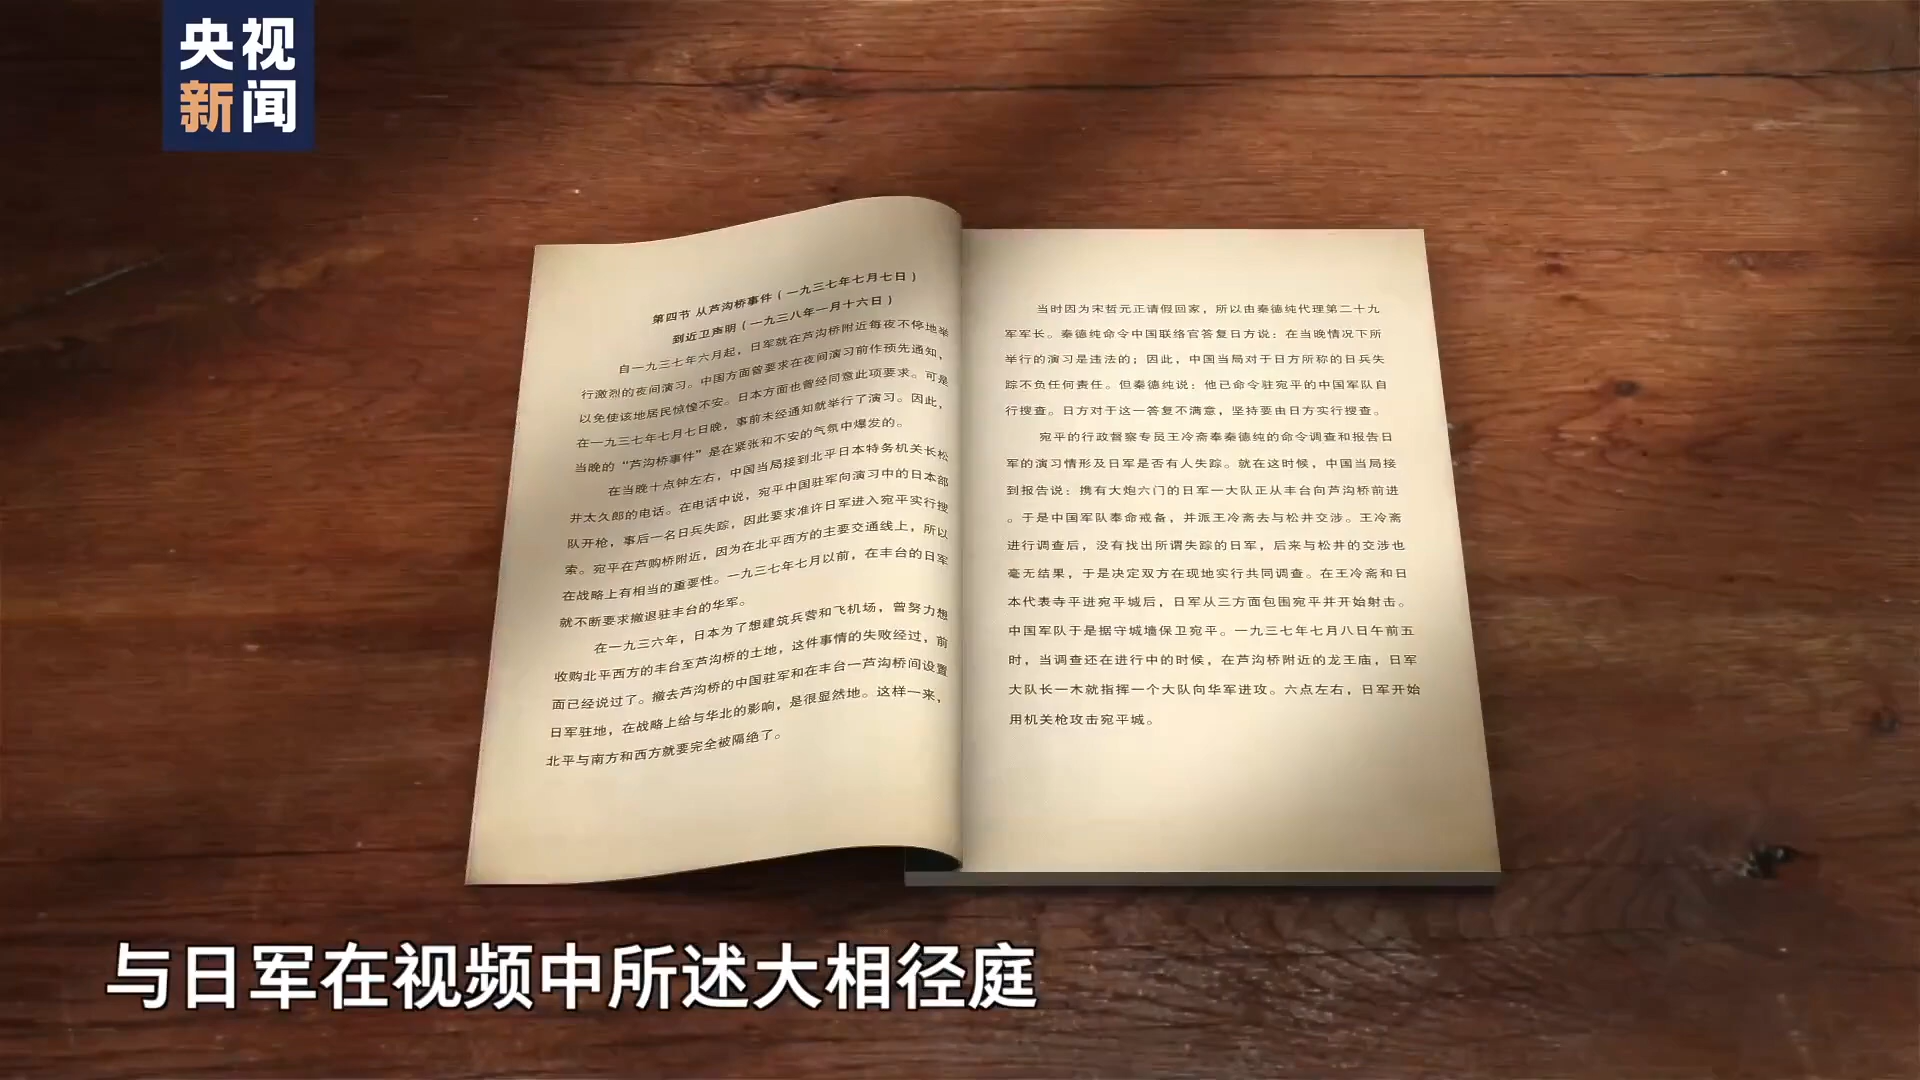 央视
新闻
第四节 从芦沟桥事件(一九三七年七月七日)
到近卫声明(一九三八年一月十六日)
自一九三七年六月起，日军就在芦沟桥附近每夜不停地举
行激烈的夜间演习。中国方面曾要求在夜间演习前作预先通知，
以免使该地居民惊惶不安。日本方面也曾经同意此项要求。可是
在一九三七年七月七日晚，事前未经通知就举行了演习。因此，
当晚的“芦沟桥事件”是在紧张和不安的气氛中爆发的。
在当晚十点钟左右，中国当局接到北平日本特务机关长松
井太久郎的电话。在电话中说，宛平中国驻军向演习中的日本部
队开枪，事后一名日兵失踪，因此要求准许日军进入宛平实行搜
索。宛平在芦购桥附近，因为在北平西方的主要交通线上，所以
在战略上有相当的重要性。一九三七年七月以前，在丰台的日军
就不断要求撤退驻丰台的华军。
在一九三六年，日本为了想建筑兵营和飞机场，曾努力想
收购北平西方的丰台至芦沟桥的土地，这件事情的失败经过，前
面已经说过了。撤去芦沟桥的中国驻军和在丰台一芦沟桥间设置
日军驻地，在战略上给与华北的影响，是很显然地。这样一来，
北平与南方和西方就要完全被隔绝了。
当时因为宋哲元正请假回家，所以由秦德纯代理第二十九
军军长。秦德纯命令中国联络官答复日方说：在当晚情况下所
举行的演习是违法的；因此，中国当局对于日方所称的日兵失
踪不负任何责任。但秦德纯说：他已命令驻宛平的中国军队自
行搜查。日方对于这一答复不满意，坚持要由日方实行搜查。
宛平的行政督察专员王冷斋奉秦德纯的命令调查和报告日
军的演习情形及日军是否有人失踪。就在这时候，中国当局接
到报告说：携有大炮六门的日军一大队正从丰台向芦沟桥前进
。于是中国军队奉命戒备，并派王冷斋去与松井交涉。王冷斋
进行调查后，没有找出所谓失踪的日军，后来与松井的交涉也
毫无结果，于是决定双方在现地实行共同调查。在王冷斋和日
本代表寺平进宛平城后，日军从三方面包围宛平并开始射击。
中国军队于是据守城墙保卫宛平。一九三七年七月八日午前五
时，当调查还在进行中的时候，在芦沟桥附近的龙王庙，日军
大队长一木就指挥一个大队向华军进攻。六点左右，日军开始
用机关枪攻击宛平城。
与日军在视频中所述大相径庭